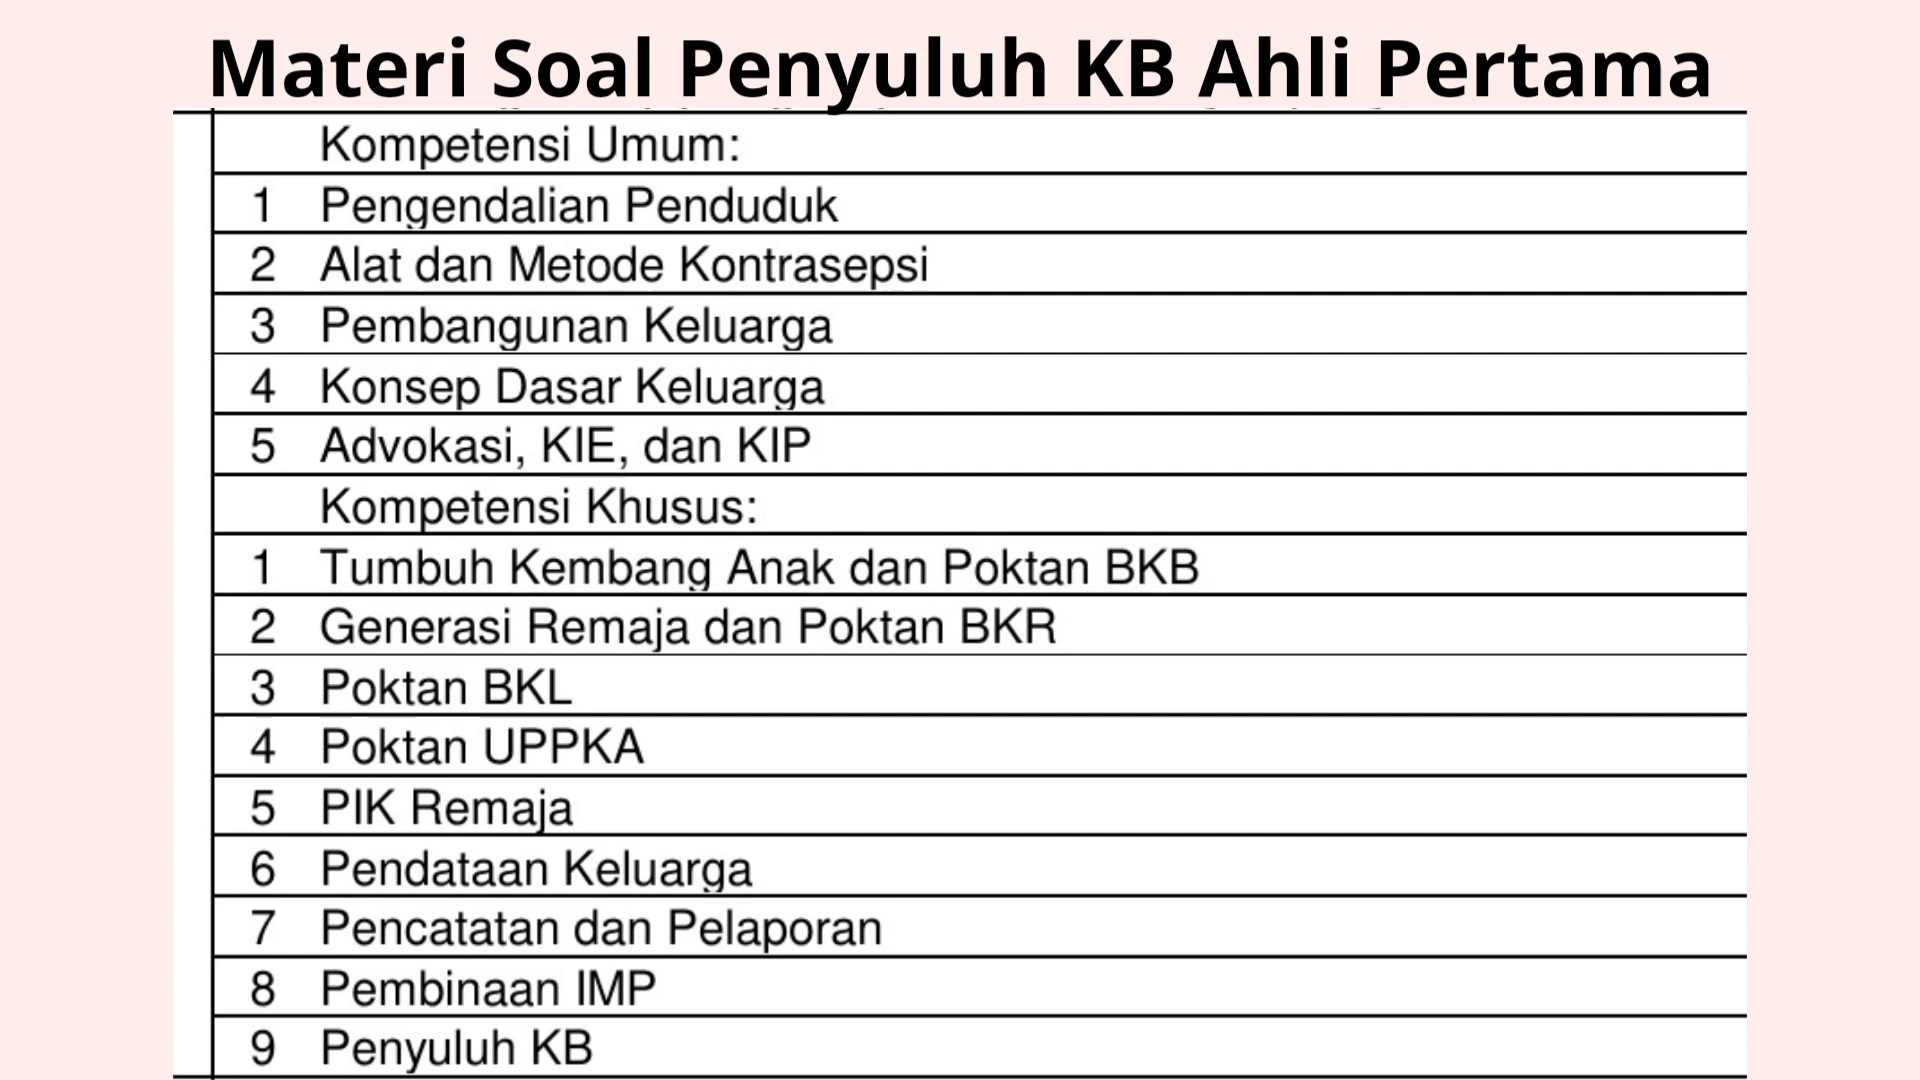 Materi Soal Penyuluh KB Ahli Pertama
Kompetensi Umum:
1 Pengendalian Penduduk
2 Alat dan Metode Kontrasepsi
3 Pembangunan Keluarga
4 Konsep Dasar Keluarga
5 Advokasi, KIE, dan KIP
Kompetensi Khusus:
1 Tumbuh Kembang Anak dan Poktan BKB
2 Generasi Remaja dan Poktan BKR
3 Poktan BKL
4 Poktan UPPKA
5 PIK Remaja
6 Pendataan Keluarga
7 Pencatatan dan Pelaporan
8 Pembinaan IMP
9 Penyuluh KB